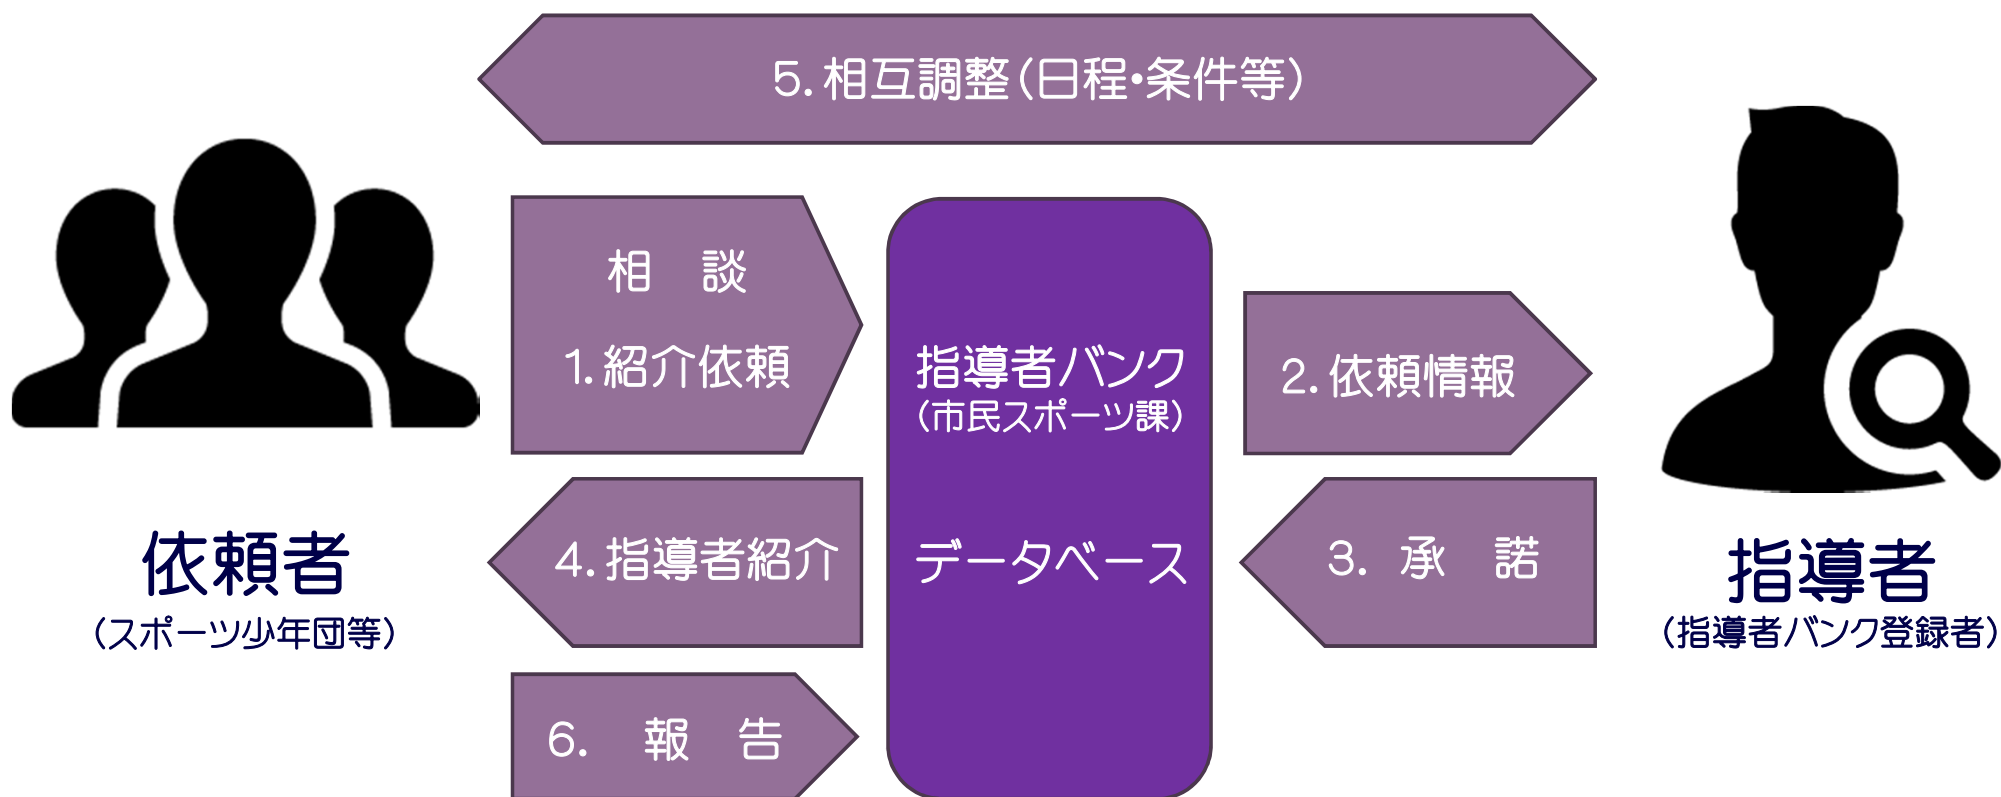 5.相互調整(日程・条件等)
相　談
1.紹介依頼
指導者バンク
(市民スポーツ課)
データベース
2.依頼情報
3.　承　諾
4.指導者紹介
6.　報　告
依頼者
(スポーツ少年団等)
指導者
(指導者バンク登録者)